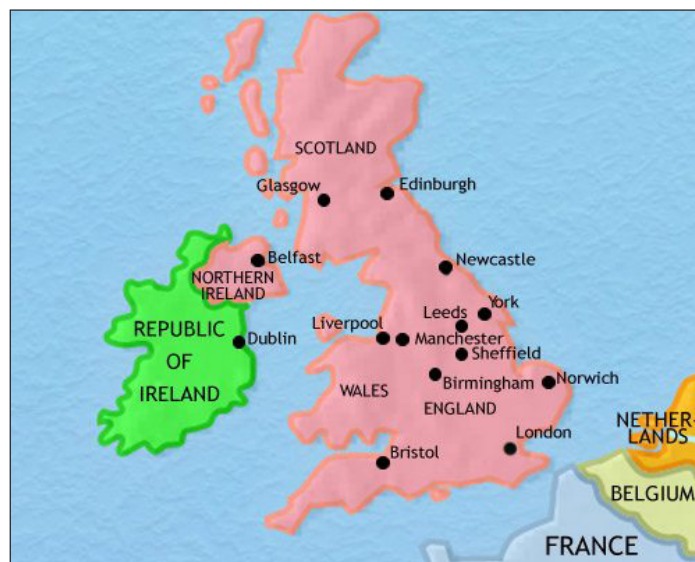 SCOTLAND
Glasgow
Edinburgh
Belfast
NORTHERN
IRELAND
Newcastle
York
Leeds
REPUBLIC
OF
IRELAND
Dublin
Liverpool
Manchester
Sheffield
WALES
Birmingham
Norwich
ENGLAND
NETHER-
LANDS
London
Bristol
BELGIUM
FRANCE